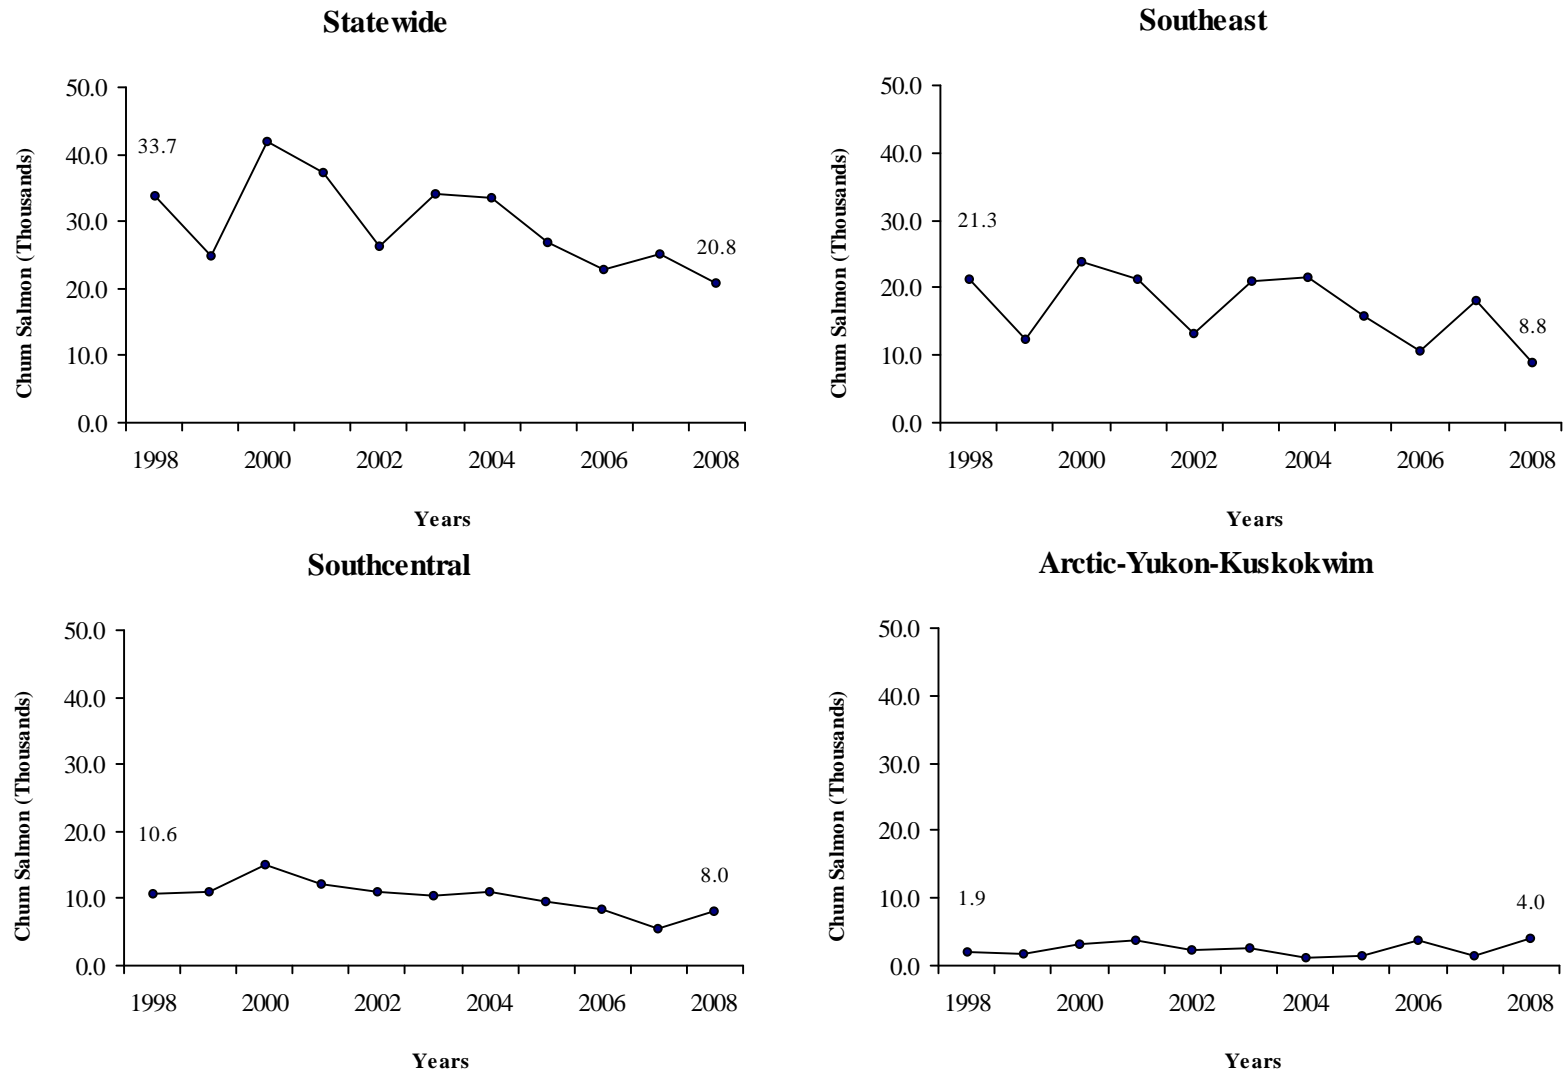 Statewide
50.0
40.0
30.0
20.0
10.0
0.0
Chum Salmon (Thousands)
33.7
20.8
1998 2000 2002 2004 2006 2008
Years
Southeast
50.0
40.0
30.0
20.0
10.0
0.0
Chum Salmon (Thousands)
21.3
8.8
1998 2000 2002 2004 2006 2008
Years
Southcentral
50.0
40.0
30.0
20.0
10.0
0.0
Chum Salmon (Thousands)
10.6
8.0
1998 2000 2002 2004 2006 2008
Years
Arctic-Yukon-Kuskokwim
50.0
40.0
30.0
20.0
10.0
0.0
Chum Salmon (Thousands)
1.9
4.0
1998 2000 2002 2004 2006 2008
Years